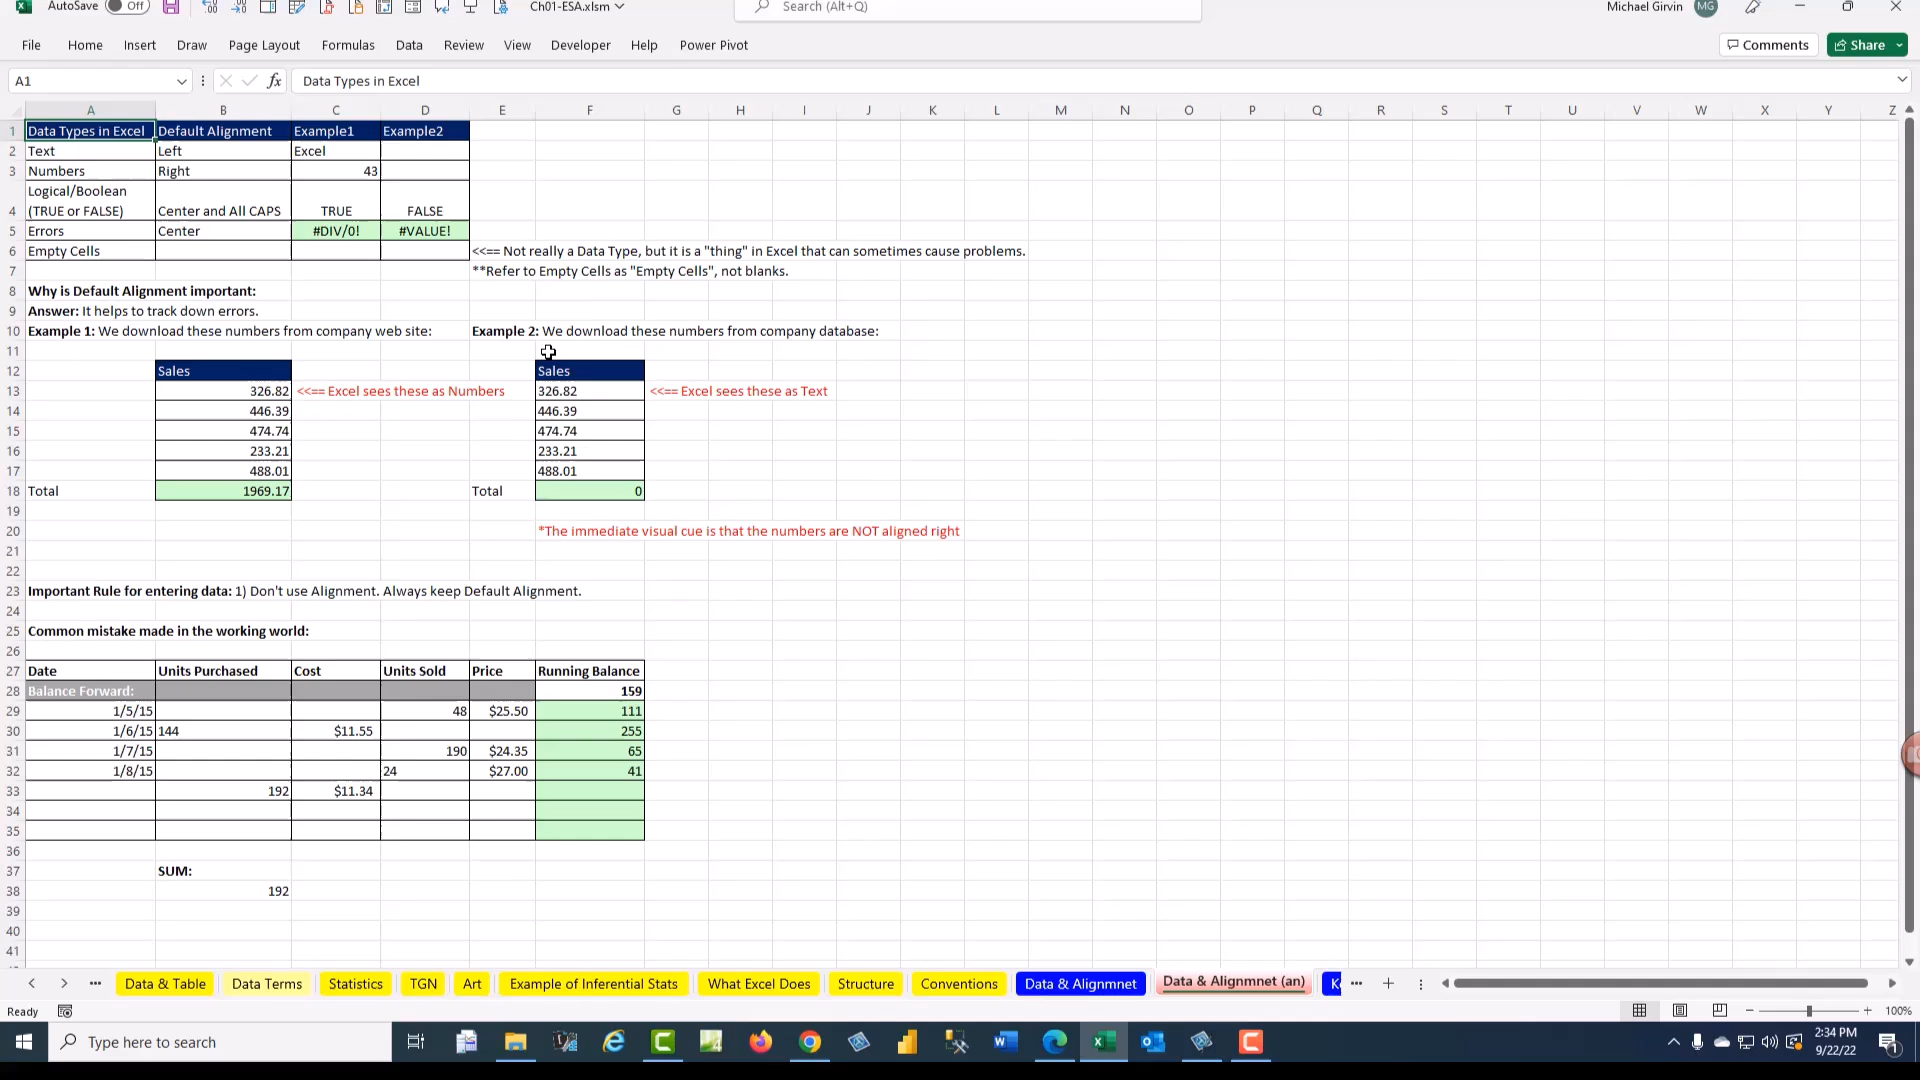 AutoSave Off Ch01-ESA.xlsm Search (Alt+Q) Michael Girvin MG
File Home Insert Draw Page Layout Formulas Data Review View Developer Help Power Pivot Comments Share
A1 fx Data Types in Excel
A B C D E F G H I J K L M N O P Q R S T U V W X Y Z
1 Data Types in Excel Default Alignment Example1 Example2
2 Text Left Excel
3 Numbers Right 43
Logical/Boolean
4 (TRUE or FALSE) Center and All CAPS TRUE FALSE
5 Errors Center #DIV/0! #VALUE!
6 Empty Cells <<== Not really a Data Type, but it is a "thing" in Excel that can sometimes cause problems.
7 **Refer to Empty Cells as "Empty Cells", not blanks.
8 Why is Default Alignment important:
9 Answer: It helps to track down errors.
10 Example 1: We download these numbers from company web site: Example 2: We download these numbers from company database:
11
12 Sales Sales
13 326.82 <<== Excel sees these as Numbers 326.82 <<== Excel sees these as Text
14 446.39 446.39
15 474.74 474.74
16 233.21 233.21
17 488.01 488.01
18 Total 1969.17 Total 0
19
20 *The immediate visual cue is that the numbers are NOT aligned right
21
22
23 Important Rule for entering data: 1) Don't use Alignment. Always keep Default Alignment.
24
25 Common mistake made in the working world:
26
27 Date Units Purchased Cost Units Sold Price Running Balance
28 Balance Forward: 159
29 1/5/15 48 $25.50 111
30 1/6/15 144 $11.55 255
31 1/7/15 190 $24.35 65
32 1/8/15 24 $27.00 41
33 192 $11.34
34
35
36
37 SUM:
38 192
39
40
41
Data & Table Data Terms Statistics TGN Art Example of Inferential Stats What Excel Does Structure Conventions Data & Alignmnet Data & Alignmnet (an)
Ready 100%
Type here to search 2:34 PM
9/22/22